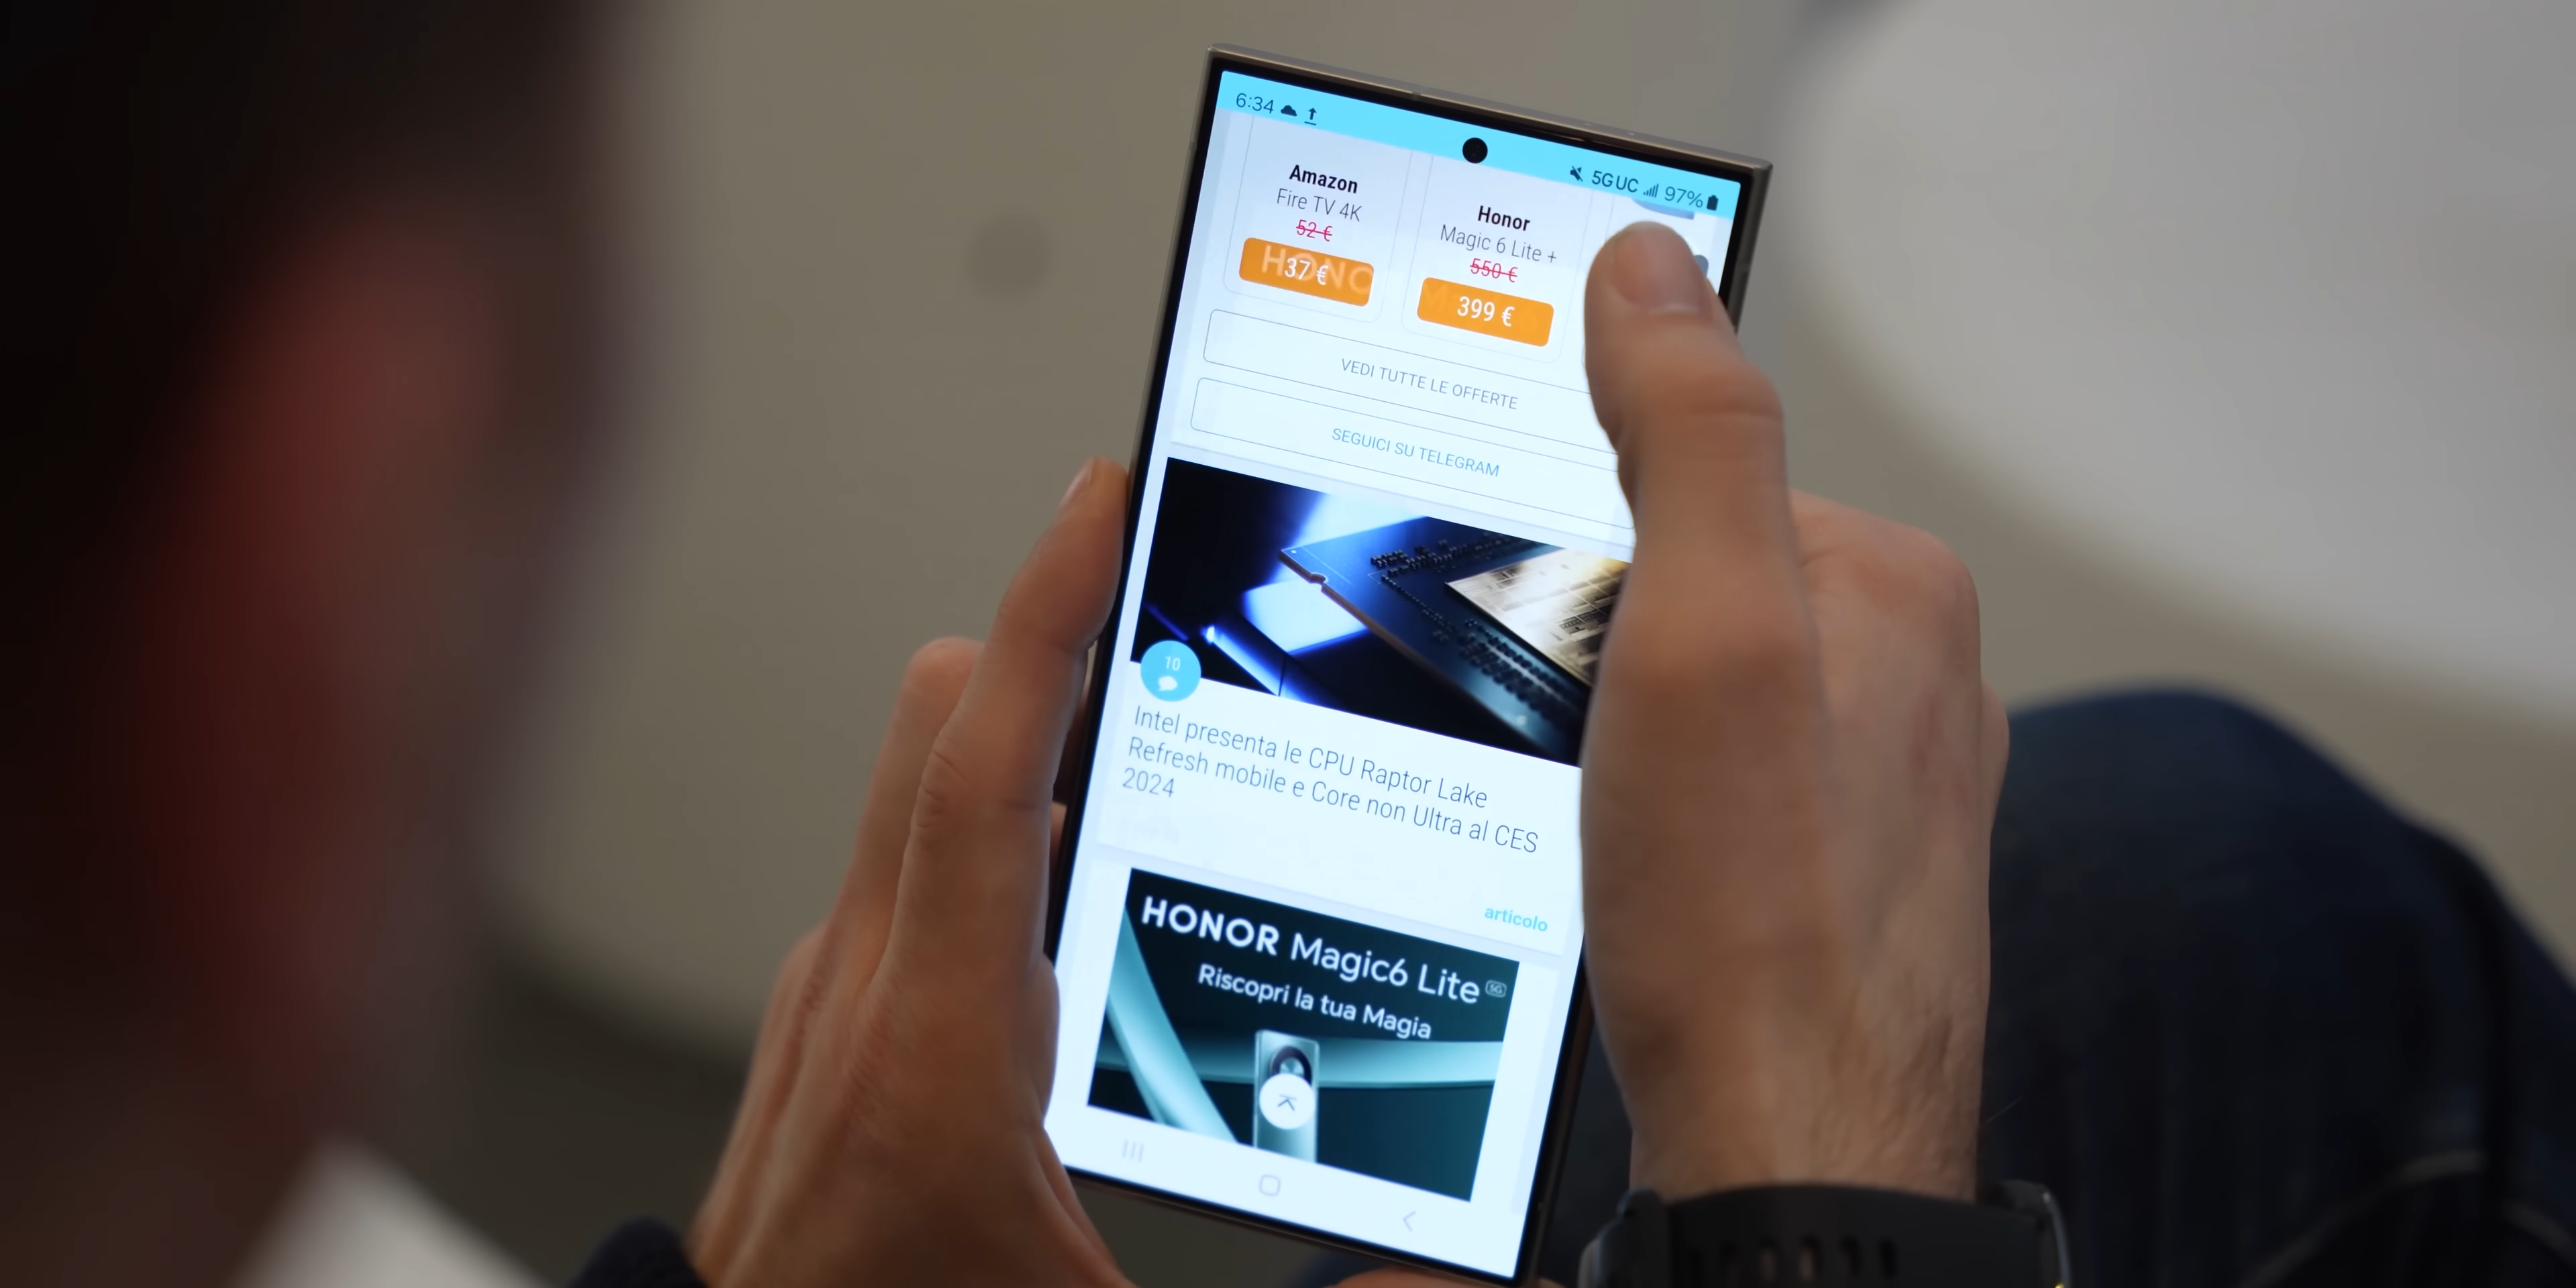 6:34
5G UC 97%
Amazon
Fire TV 4K
52 €
HONO
37 €
Honor
Magic 6 Lite +
550 €
399 €
VEDI TUTTE LE OFFERTE
SEGUICI SU TELEGRAM
10
Intel presenta le CPU Raptor Lake
Refresh mobile e Core non Ultra al CES
2024
articolo
HONOR Magic6 Lite 5G
Riscopri la tua Magia